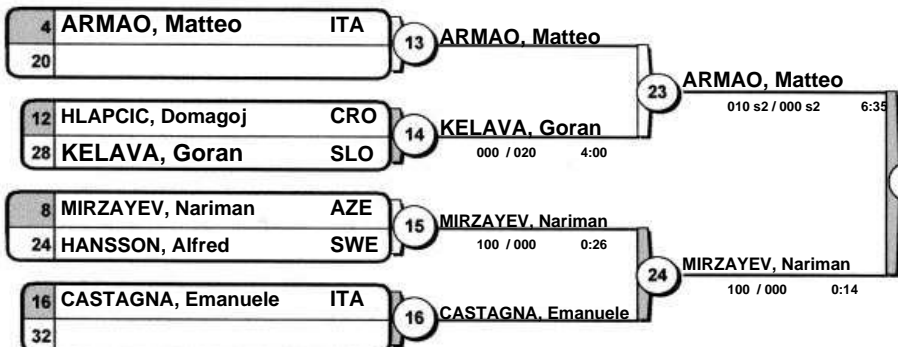 4 ARMAO, Matteo ITA
20
13 ARMAO, Matteo
12 HLAPCIC, Domagoj CRO
28 KELAVA, Goran SLO
14 KELAVA, Goran
000 / 020 4:00
23 ARMAO, Matteo
010 s2 / 000 s2 6:35
8 MIRZAYEV, Nariman AZE
24 HANSSON, Alfred SWE
15 MIRZAYEV, Nariman
100 / 000 0:26
16 CASTAGNA, Emanuele ITA
32
16 CASTAGNA, Emanuele
24 MIRZAYEV, Nariman
100 / 000 0:14